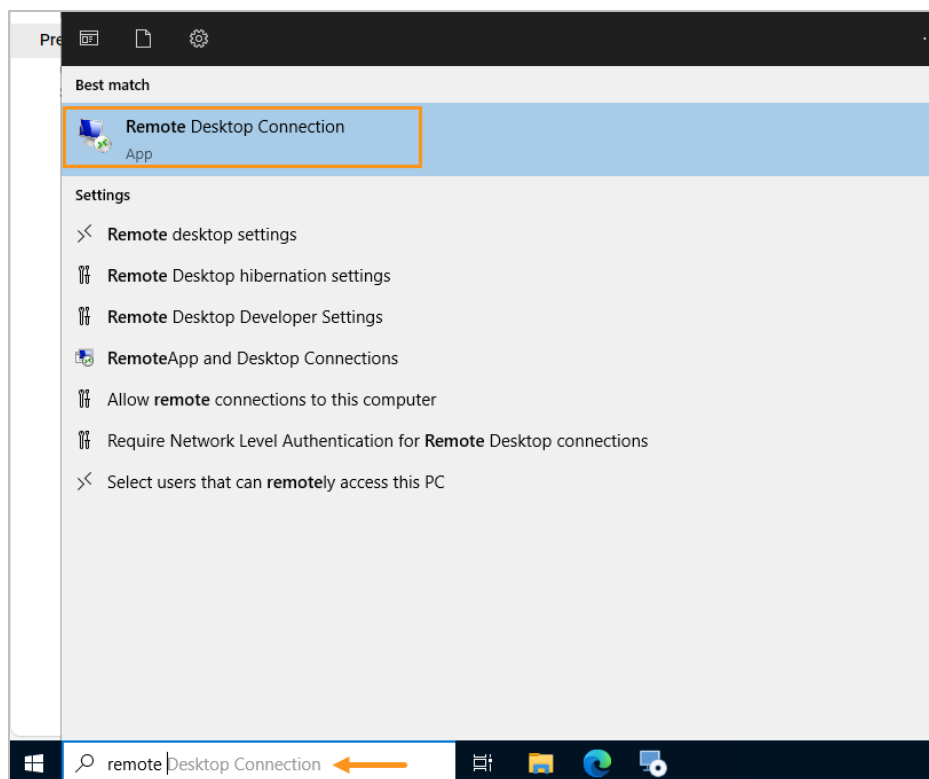 Pre
Best match
Remote Desktop Connection
App
Settings
Remote desktop settings
Remote Desktop hibernation settings
Remote Desktop Developer Settings
RemoteApp and Desktop Connections
Allow remote connections to this computer
Require Network Level Authentication for Remote Desktop connections
Select users that can remotely access this PC
remote Desktop Connection